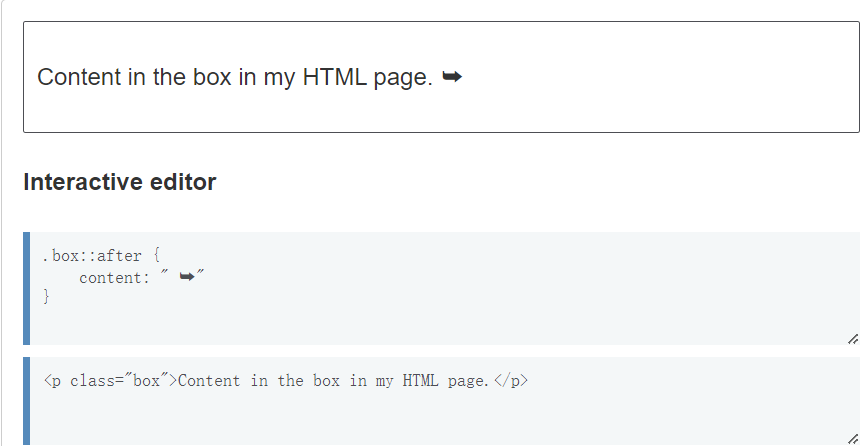 Content in the box in my HTML page. ➥
Interactive editor
.box::after {
    content: " ➥"
}
<p class="box">Content in the box in my HTML page.</p>